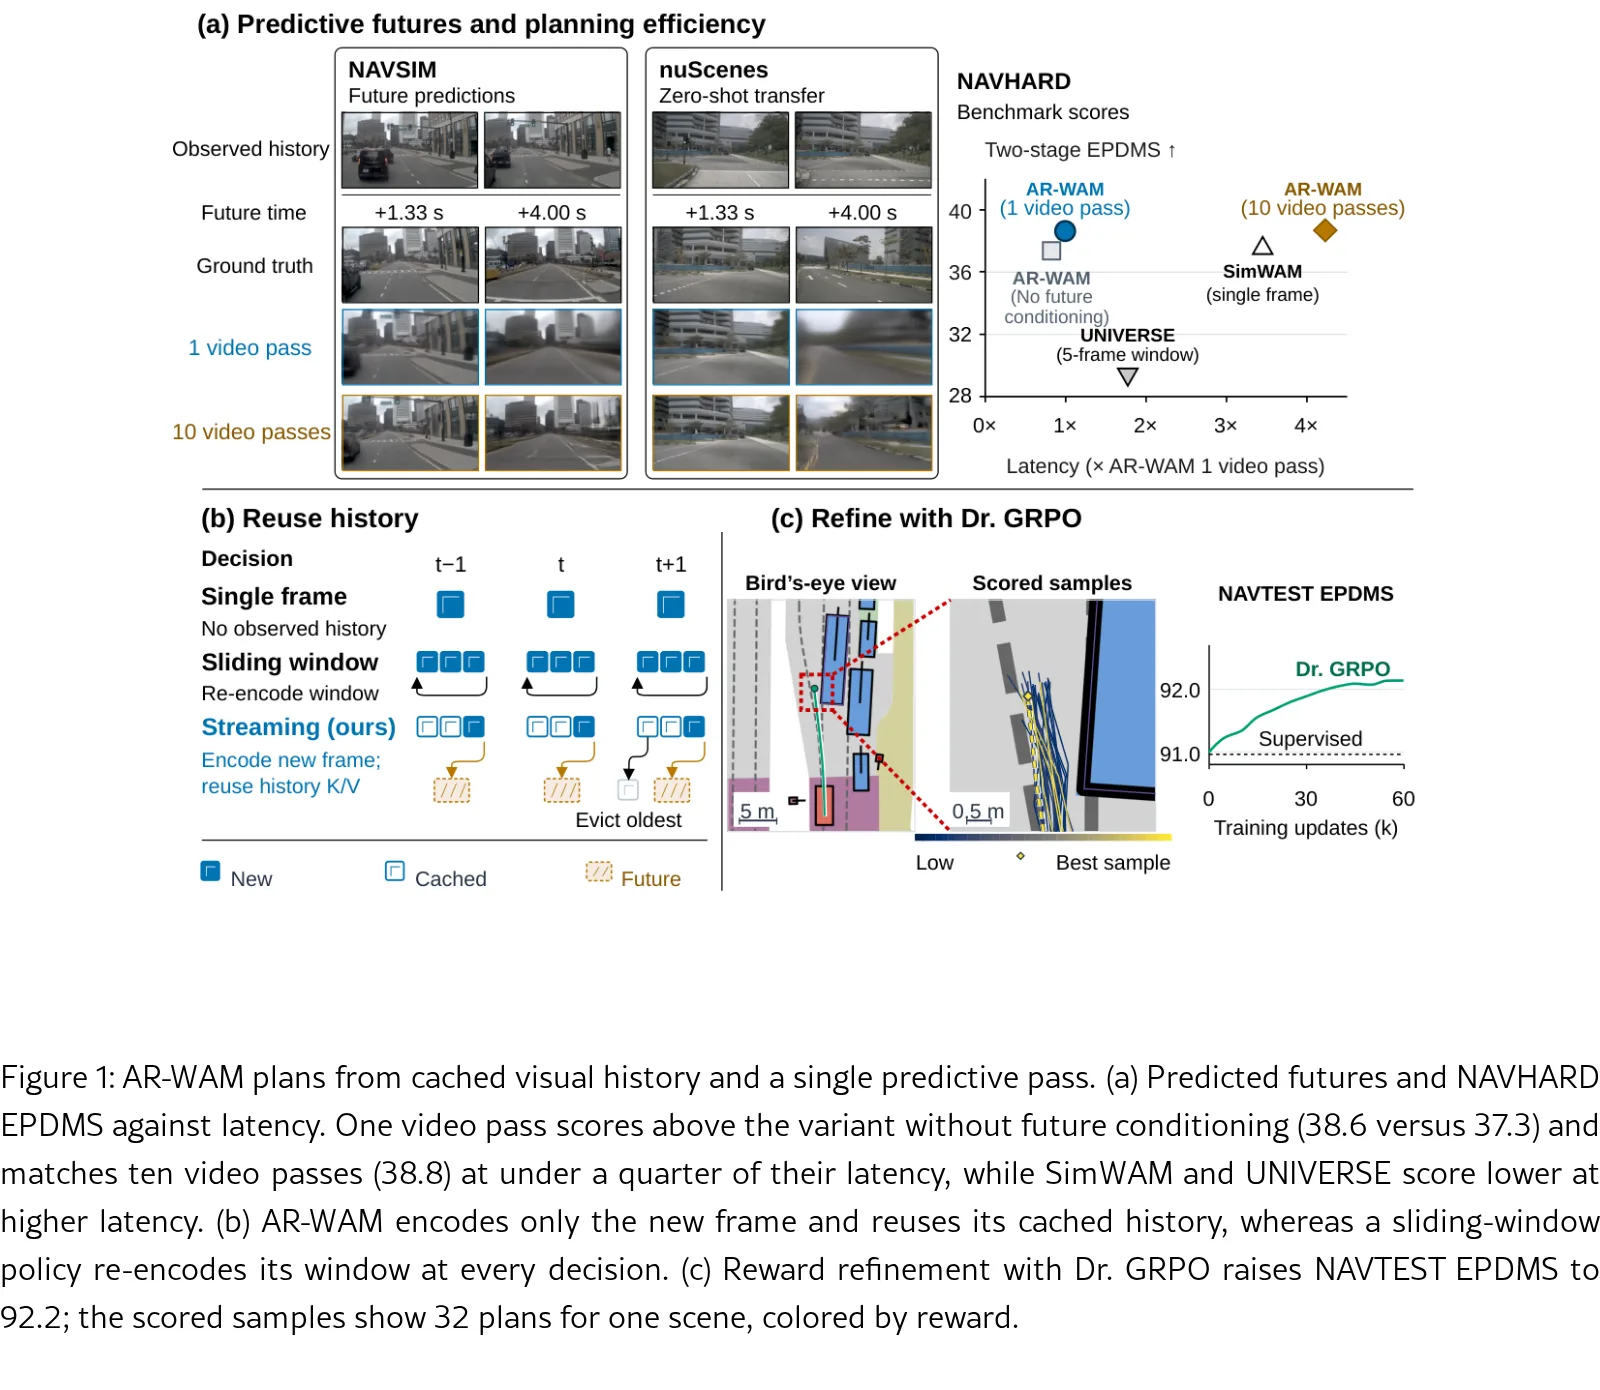 (a) Predictive futures and planning efficiency
NAVSIM
Future predictions
nuScenes
Zero-shot transfer
Observed history
Future time
+1.33 s
+4.00 s
+1.33 s
+4.00 s
Ground truth
1 video pass
10 video passes
NAVHARD
Benchmark scores
Two-stage EPDMS ↑
40
36
32
28
AR-WAM
(1 video pass)
AR-WAM
(10 video passes)
AR-WAM
(No future
conditioning)
SimWAM
(single frame)
UNIVERSE
(5-frame window)
0×
1×
2×
3×
4×
Latency (× AR-WAM 1 video pass)
(b) Reuse history
Decision
t−1
t
t+1
Single frame
No observed history
Sliding window
Re-encode window
Streaming (ours)
Encode new frame;
reuse history K/V
Evict oldest
New
Cached
Future
(c) Refine with Dr. GRPO
Bird's-eye view
5 m
Scored samples
0.5 m
Low
Best sample
NAVTEST EPDMS
92.0
91.0
Dr. GRPO
Supervised
0
30
60
Training updates (k)
Figure 1: AR-WAM plans from cached visual history and a single predictive pass. (a) Predicted futures and NAVHARD
EPDMS against latency. One video pass scores above the variant without future conditioning (38.6 versus 37.3) and
matches ten video passes (38.8) at under a quarter of their latency, while SimWAM and UNIVERSE score lower at
higher latency. (b) AR-WAM encodes only the new frame and reuses its cached history, whereas a sliding-window
policy re-encodes its window at every decision. (c) Reward refinement with Dr. GRPO raises NAVTEST EPDMS to
92.2; the scored samples show 32 plans for one scene, colored by reward.